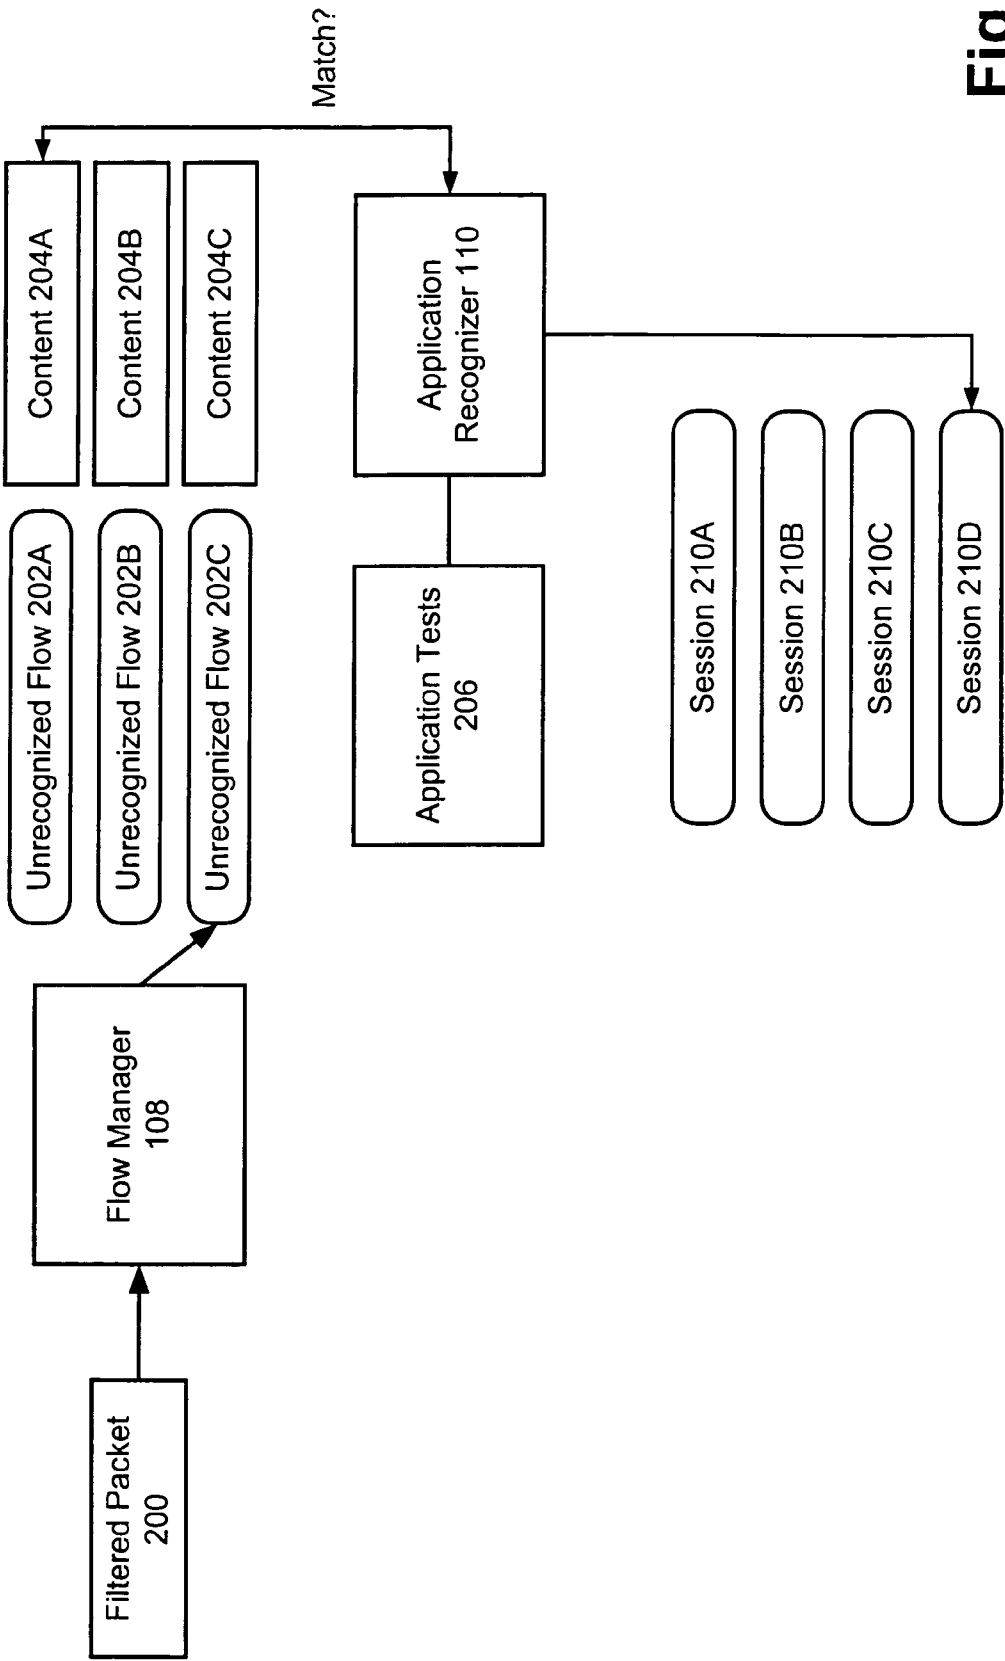 Filtered Packet
200
Flow Manager
108
Unrecognized Flow 202A
Unrecognized Flow 202B
Unrecognized Flow 202C
Content 204A
Content 204B
Content 204C
Match?
Application Tests
206
Application
Recognizer 110
Session 210A
Session 210B
Session 210C
Session 210D
Fig